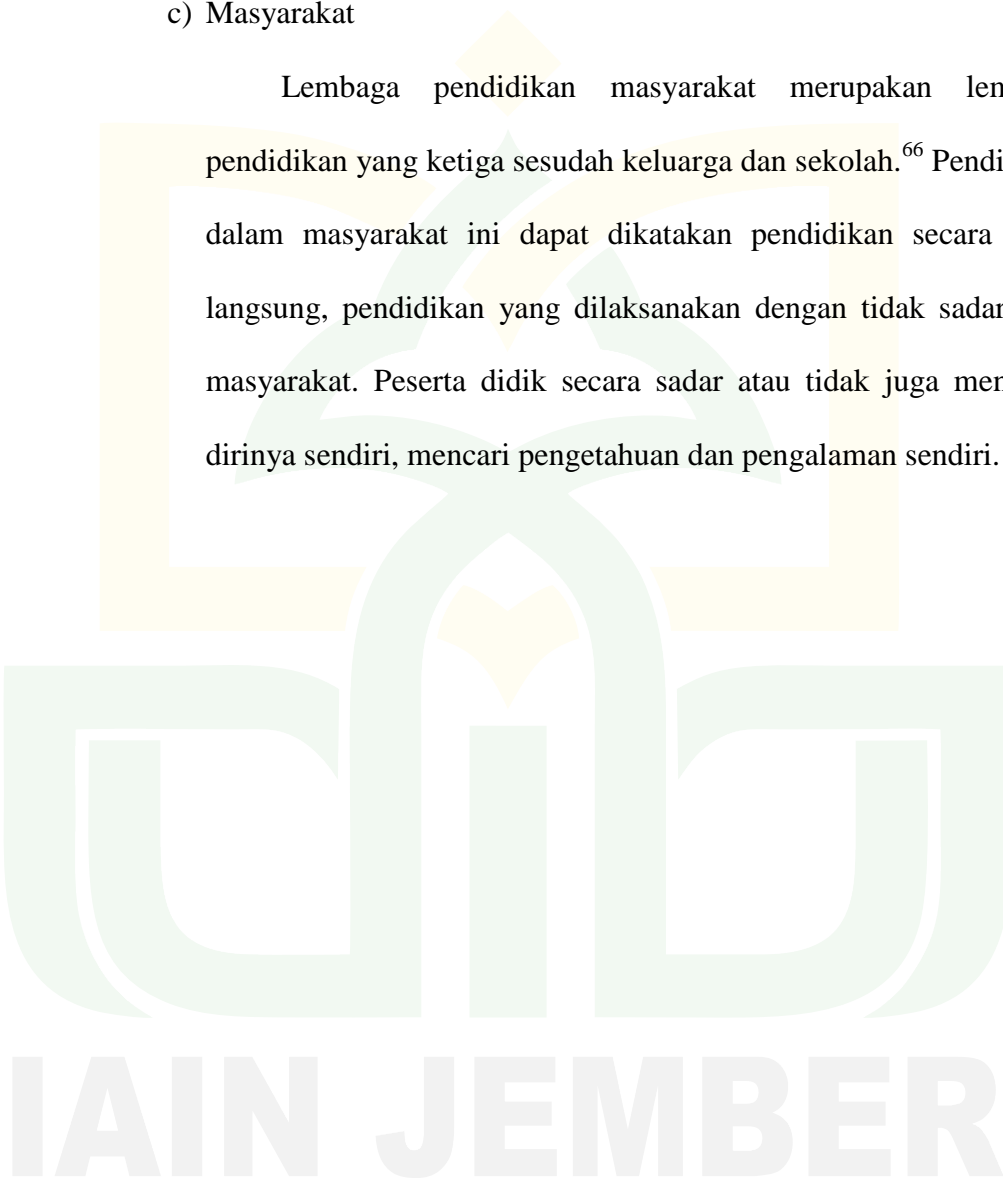 c) Masyarakat
Lembaga pendidikan masyarakat merupakan
pendidikan yang ketiga sesudah keluarga dan sekolah.66
dalam masyarakat ini dapat dikatakan pendidikan secara
langsung, pendidikan yang dilaksanakan dengan tidak sadar
masyarakat. Peserta didik secara sadar atau tidak juga
dirinya sendiri, mencari pengetahuan dan pengalaman sendiri.
IAIN JEMBER